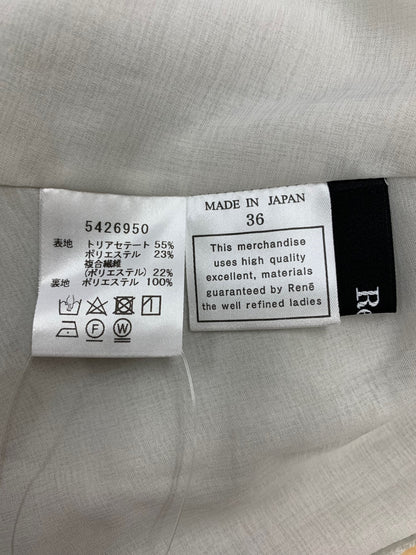 5426950
表地 トリアセテート 55%
ポリエステル 23%
複合繊維
(ポリエステル) 22%
裏地 ポリエステル 100%
F W
MADE IN JAPAN
36
This merchandise
uses high quality
excellent, materials
guaranteed by René
the well refined ladies
Re